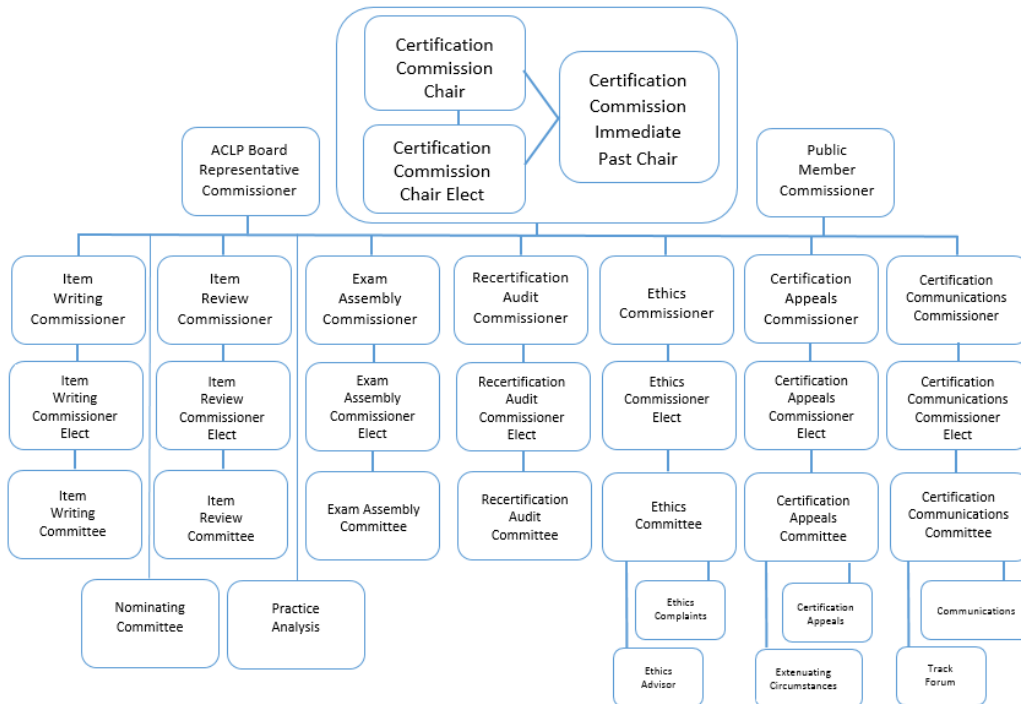 Certification
Commission
Chair
Certification
Commission
Immediate
Past Chair
Certification
Commission
Chair Elect
ACLP Board
Representative
Commissioner
Public
Member
Commissioner
Item
Writing
Commissioner
Item
Review
Commissioner
Exam
Assembly
Commissioner
Recertification
Audit
Commissioner
Ethics
Commissioner
Certification
Appeals
Commissioner
Certification
Communications
Commissioner
Item
Writing
Commissioner
Elect
Item
Review
Commissioner
Elect
Exam
Assembly
Commissioner
Elect
Recertification
Audit
Commissioner
Elect
Ethics
Commissioner
Elect
Certification
Appeals
Commissioner
Elect
Certification
Communications
Commissioner
Elect
Item
Writing
Committee
Item
Review
Committee
Exam Assembly
Committee
Recertification
Audit
Committee
Ethics
Committee
Certification
Appeals
Committee
Certification
Communications
Committee
Nominating
Committee
Practice
Analysis
Ethics
Complaints
Certification
Appeals
Communications
Ethics
Advisor
Extenuating
Circumstances
Track
Forum